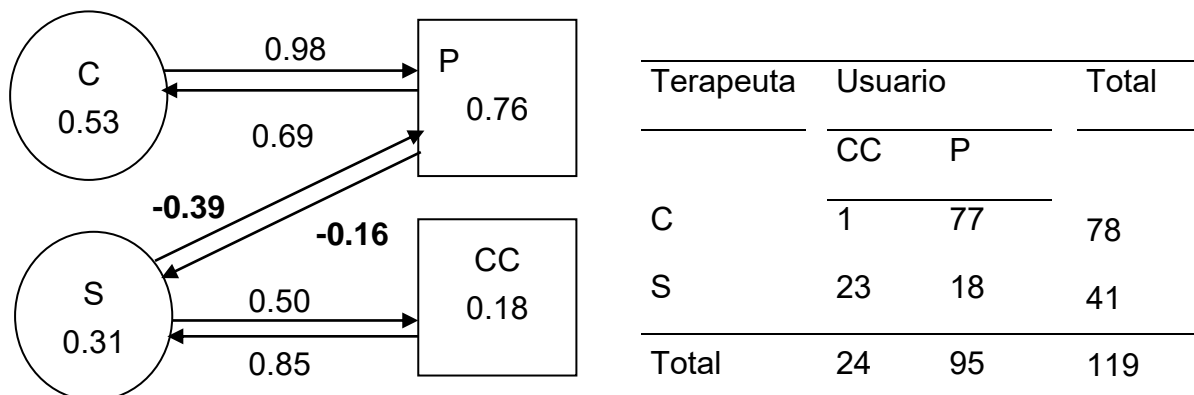 C
0.53
0.98
0.69
P
0.76
-0.39
-0.16
S
0.31
0.50
0.85
CC
0.18
Terapeuta Usuario Total
CC P
C 1 77 78
S 23 18 41
Total 24 95 119